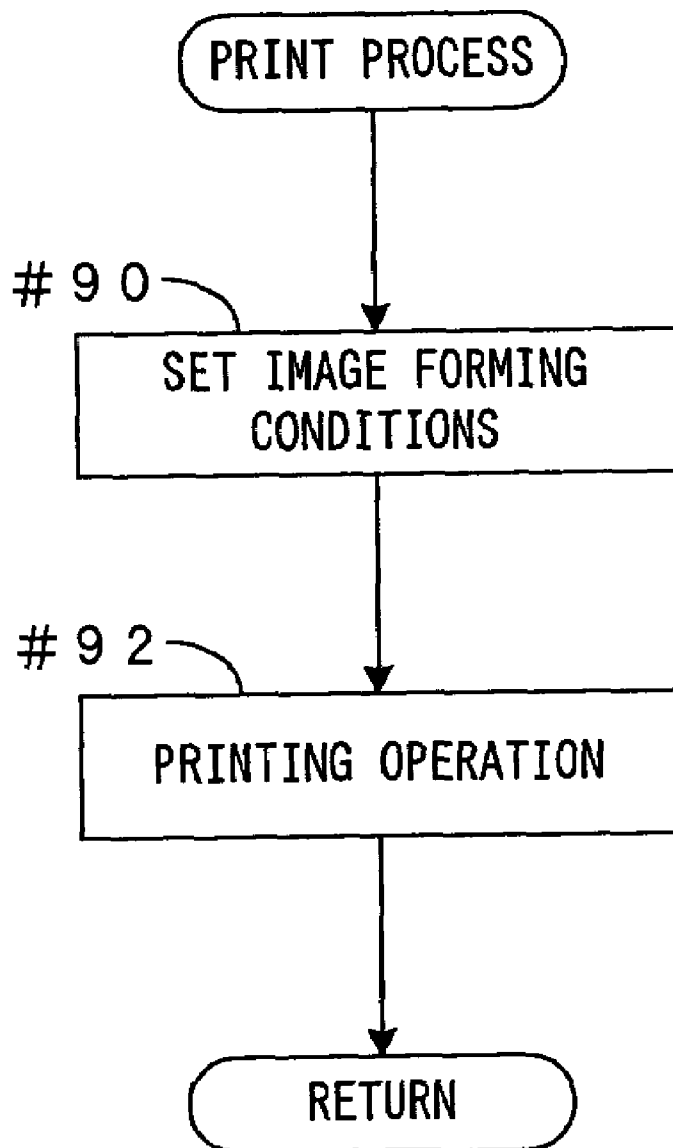 PRINT PROCESS
#90
SET IMAGE FORMING
CONDITIONS
#92
PRINTING OPERATION
RETURN